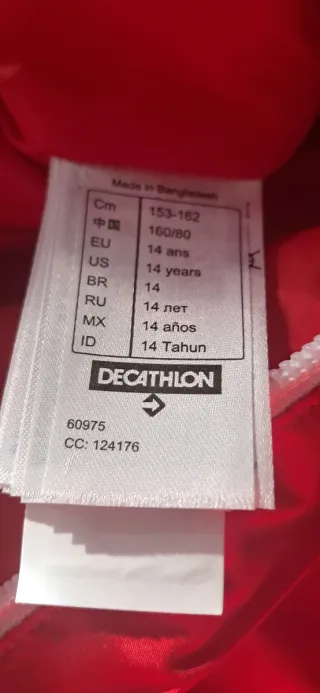 Made in Bangladesh
Cm 153-162
中国 160/80
EU 14 ans
US 14 years
BR 14
RU 14 лет
MX 14 años
ID 14 Tahun
DECATHLON
60975
CC: 124176